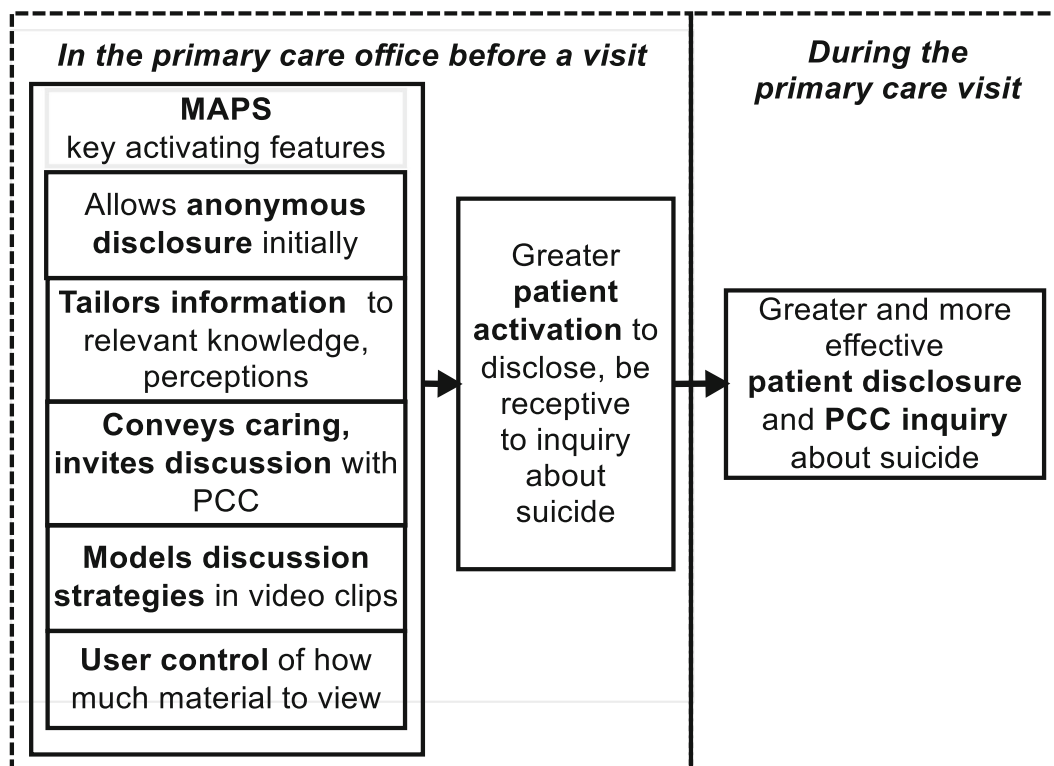 In the primary care office before a visit
MAPS
key activating features
Allows anonymous
disclosure initially
Tailors information to
relevant knowledge,
perceptions
Conveys caring,
invites discussion with
PCC
Models discussion
strategies in video clips
User control of how
much material to view
Greater
patient
activation to
disclose, be
receptive
to inquiry
about
suicide
During the
primary care visit
Greater and more
effective
patient disclosure
and PCC inquiry
about suicide